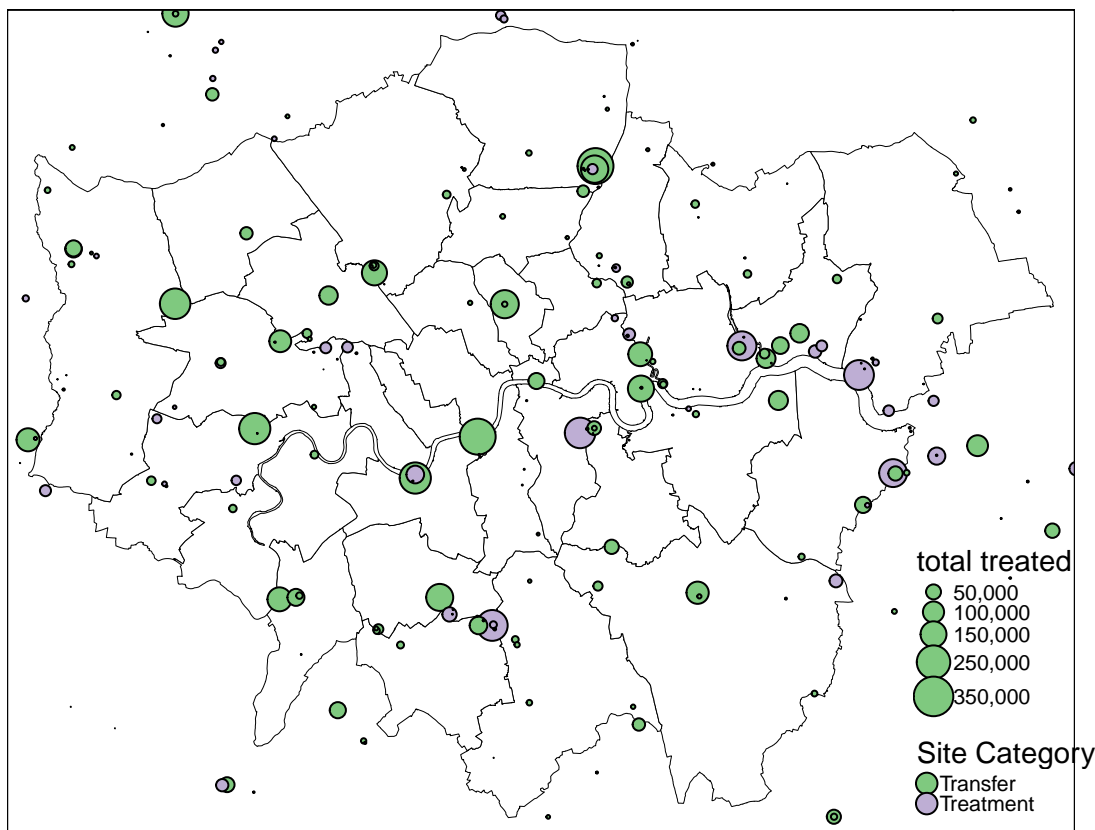 total treated
50,000
100,000
150,000
250,000
350,000
Site Category
Transfer
Treatment